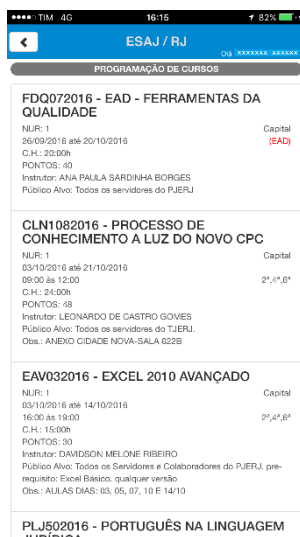 TIM 4G 16:15 82%
ESAJ / RJ
Olá xxxxxxx xxxxxx
PROGRAMAÇÃO DE CURSOS
FDQ072016 - EAD - FERRAMENTAS DA
QUALIDADE
NUR: 1 Capital
26/09/2016 até 20/10/2016 (EAD)
C.H.: 20:00h
PONTOS: 40
Instrutor: ANA PAULA SARDINHA BORGES
Público Alvo: Todos os servidores do PJERJ
CLN1082016 - PROCESSO DE
CONHECIMENTO A LUZ DO NOVO CPC
NUR: 1 Capital
03/10/2016 até 21/10/2016
09:00 às 12:00 2ª,4ª,6ª
C.H.: 24:00h
PONTOS: 48
Instrutor: LEONARDO DE CASTRO GOMES
Público Alvo: Todos os servidores do TJERJ.
Obs.: ANEXO CIDADE NOVA-SALA 622B
EAV032016 - EXCEL 2010 AVANÇADO
NUR: 1 Capital
03/10/2016 até 14/10/2016
16:00 às 19:00 2ª,4ª,6ª
C.H.: 15:00h
PONTOS: 30
Instrutor: DAVIDSON MELONE RIBEIRO
Público Alvo: Todos os Servidores e Colaboradores do PJERJ. pre-
requisito: Excel Básico. qualquer versão
Obs.: AULAS DIAS: 03, 05, 07, 10 E 14/10
PLJ502016 - PORTUGUÊS NA LINGUAGEM
JURÍDICA